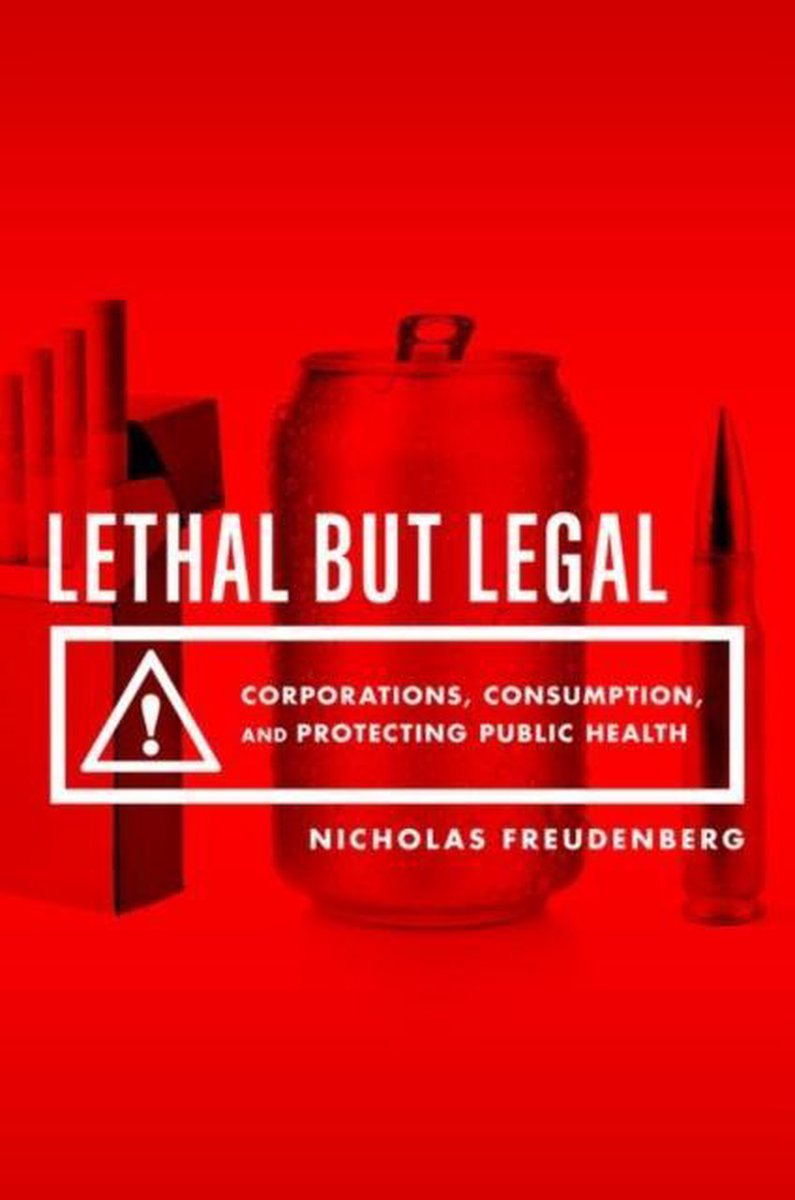 LETHAL BUT LEGAL
!
CORPORATIONS, CONSUMPTION,
AND PROTECTING PUBLIC HEALTH
NICHOLAS FREUDENBERG